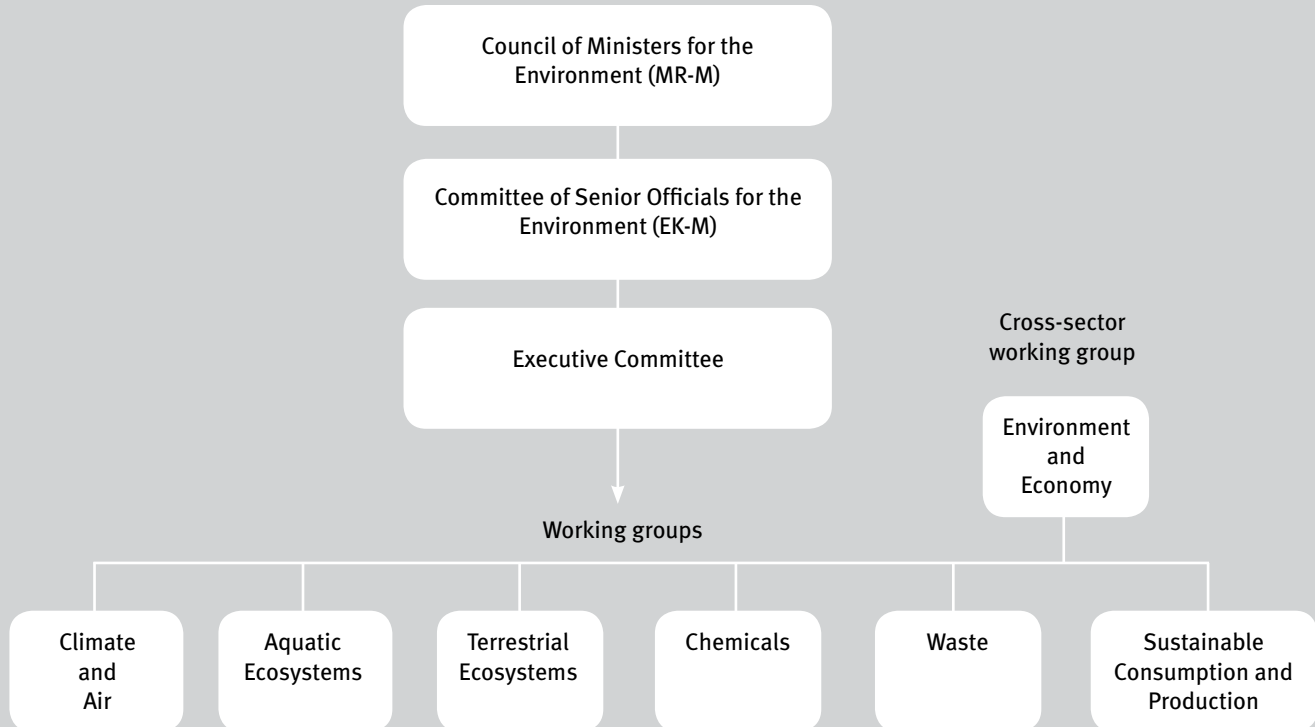 Council of Ministers for the
Environment (MR-M)
Committee of Senior Officials for the
Environment (EK-M)
Executive Committee
Cross-sector
working group
Environment
and
Economy
Working groups
Climate
and
Air
Aquatic
Ecosystems
Terrestrial
Ecosystems
Chemicals
Waste
Sustainable
Consumption and
Production